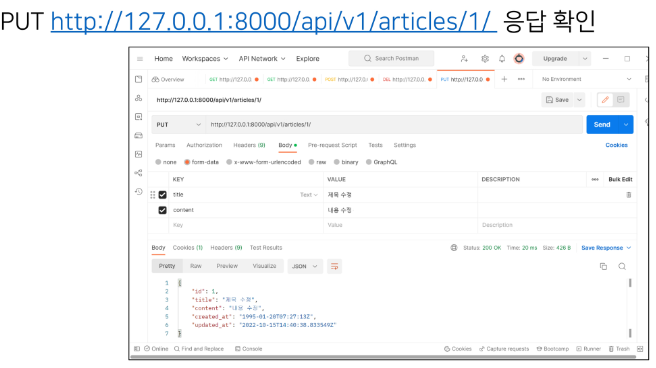 PUT http://127.0.0.1:8000/api/v1/articles/1/ 응답 확인
Home Workspaces API Network Explore Search Postman Upgrade
Overview GET http://127.0.0 GET http://127.0.0 POST http://127.0.0 DEL http://127.0.0. PUT http://127.0.0 No Environment
http://127.0.0.1:8000/api/v1/articles/1/ Save
PUT http://127.0.0.1:8000/api/v1/articles/1/ Send
Params Authorization Headers (9) Body Pre-request Script Tests Settings Cookies
none form-data x-www-form-urlencoded raw binary GraphQL
KEY VALUE DESCRIPTION Bulk Edit
title Text 제목 수정
content 내용 수정
Key Value Description
Body Cookies (1) Headers (9) Test Results Status: 200 OK Time: 20 ms Size: 426 B Save Response
Pretty Raw Preview Visualize JSON
1 {
2 "id": 1,
3 "title": "제목 수정",
4 "content": "내용 수정",
5 "created_at": "1995-01-20T07:27:13Z",
6 "updated_at": "2022-10-15T14:40:38.833549Z"
7 }
Online Find and Replace Console Cookies Capture requests Bootcamp Runner Trash